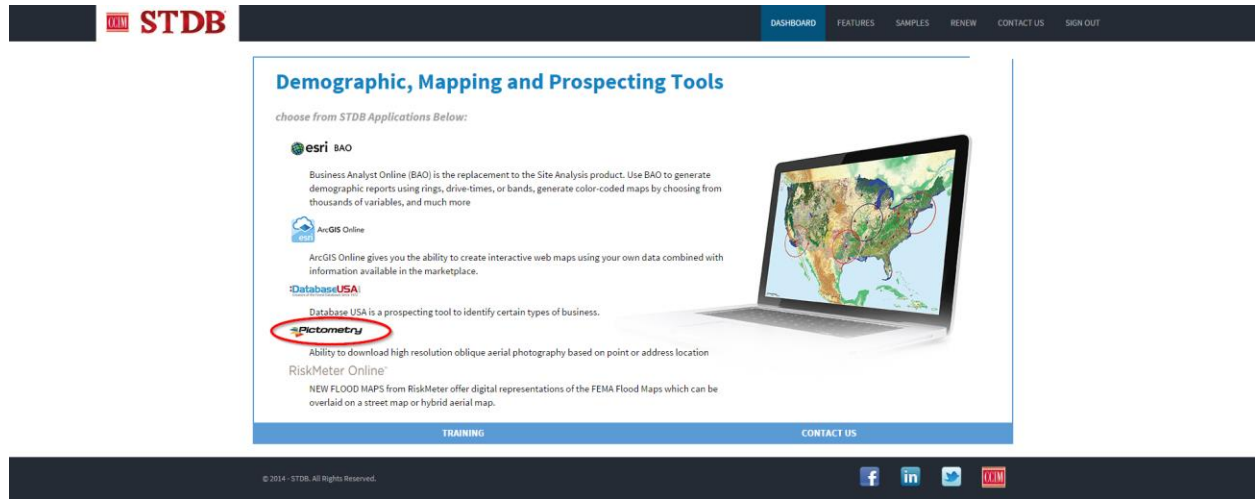 CCIM STDB
DASHBOARD FEATURES SAMPLES RENEW CONTACT US SIGN OUT
Demographic, Mapping and Prospecting Tools
choose from STDB Applications Below:
esri BAO
Business Analyst Online (BAO) is the replacement to the Site Analysis product. Use BAO to generate
demographic reports using rings, drive-times, or bands, generate color-coded maps by choosing from
thousands of variables, and much more
esri ArcGIS Online
ArcGIS Online gives you the ability to create interactive web maps using your own data combined with
information available in the marketplace.
DatabaseUSA
Database USA is a prospecting tool to identify certain types of business.
Pictometry
Ability to download high resolution oblique aerial photography based on point or address location
RiskMeter Online
NEW FLOOD MAPS from RiskMeter offer digital representations of the FEMA Flood Maps which can be
overlaid on a street map or hybrid aerial map.
TRAINING CONTACT US
© 2014 - STDB. All Rights Reserved.
f in CCIM